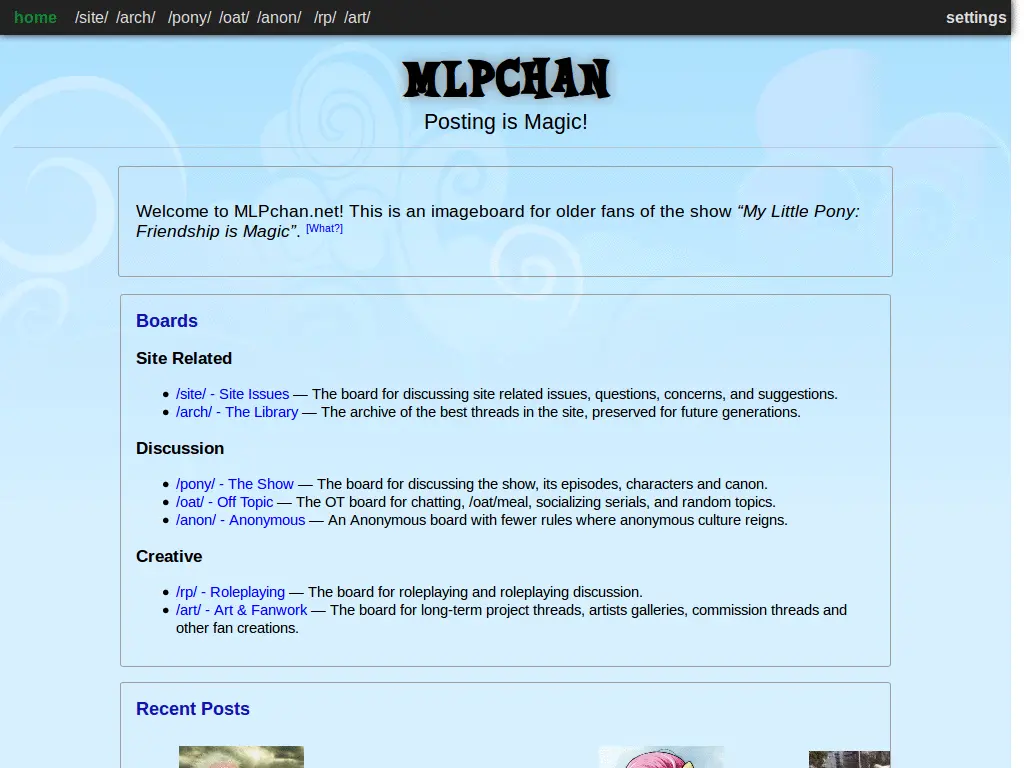 home /site/ /arch/ /pony/ /oat/ /anon/ /rp/ /art/ settings
MLPCHAN
Posting is Magic!
Welcome to MLPchan.net! This is an imageboard for older fans of the show “My Little Pony:
Friendship is Magic”. [What?]
Boards
Site Related
• /site/ - Site Issues — The board for discussing site related issues, questions, concerns, and suggestions.
• /arch/ - The Library — The archive of the best threads in the site, preserved for future generations.
Discussion
• /pony/ - The Show — The board for discussing the show, its episodes, characters and canon.
• /oat/ - Off Topic — The OT board for chatting, /oat/meal, socializing serials, and random topics.
• /anon/ - Anonymous — An Anonymous board with fewer rules where anonymous culture reigns.
Creative
• /rp/ - Roleplaying — The board for roleplaying and roleplaying discussion.
• /art/ - Art & Fanwork — The board for long-term project threads, artists galleries, commission threads and
other fan creations.
Recent Posts